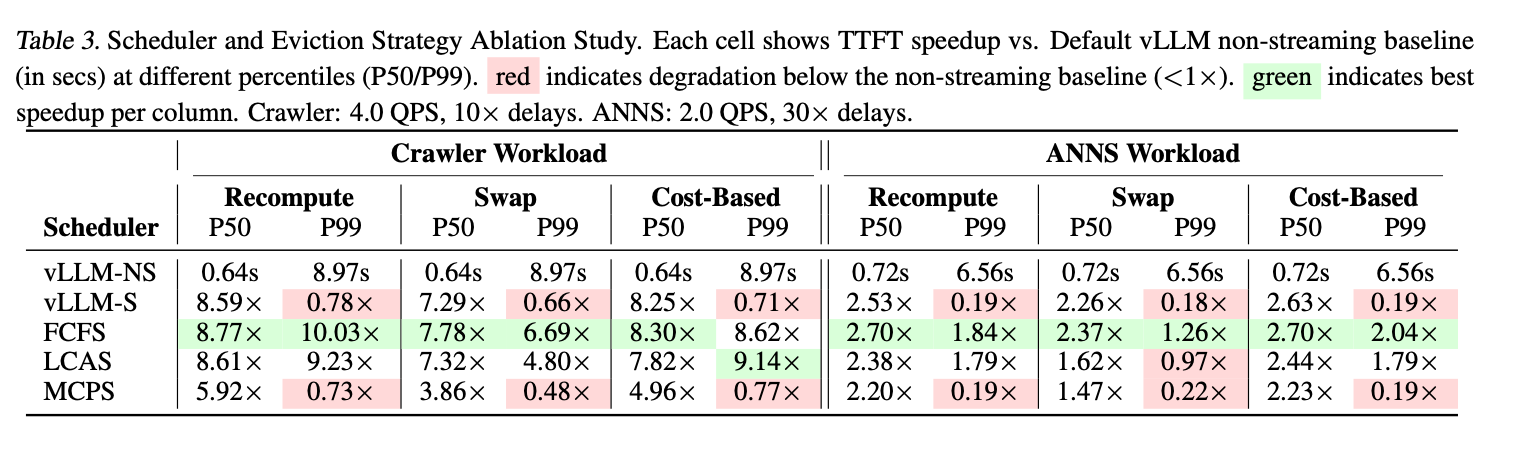 Table 3. Scheduler and Eviction Strategy Ablation Study. Each cell shows TTFT speedup vs. Default vLLM non-streaming baseline
(in secs) at different percentiles (P50/P99). red indicates degradation below the non-streaming baseline (<1×). green indicates best
speedup per column. Crawler: 4.0 QPS, 10× delays. ANNS: 2.0 QPS, 30× delays.
Crawler Workload ANNS Workload
Recompute Swap Cost-Based Recompute Swap Cost-Based
Scheduler P50 P99 P50 P99 P50 P99 P50 P99 P50 P99 P50 P99
vLLM-NS 0.64s 8.97s 0.64s 8.97s 0.64s 8.97s 0.72s 6.56s 0.72s 6.56s 0.72s 6.56s
vLLM-S 8.59× 0.78× 7.29× 0.66× 8.25× 0.71× 2.53× 0.19× 2.26× 0.18× 2.63× 0.19×
FCFS 8.77× 10.03× 7.78× 6.69× 8.30× 8.62× 2.70× 1.84× 2.37× 1.26× 2.70× 2.04×
LCAS 8.61× 9.23× 7.32× 4.80× 7.82× 9.14× 2.38× 1.79× 1.62× 0.97× 2.44× 1.79×
MCPS 5.92× 0.73× 3.86× 0.48× 4.96× 0.77× 2.20× 0.19× 1.47× 0.22× 2.23× 0.19×